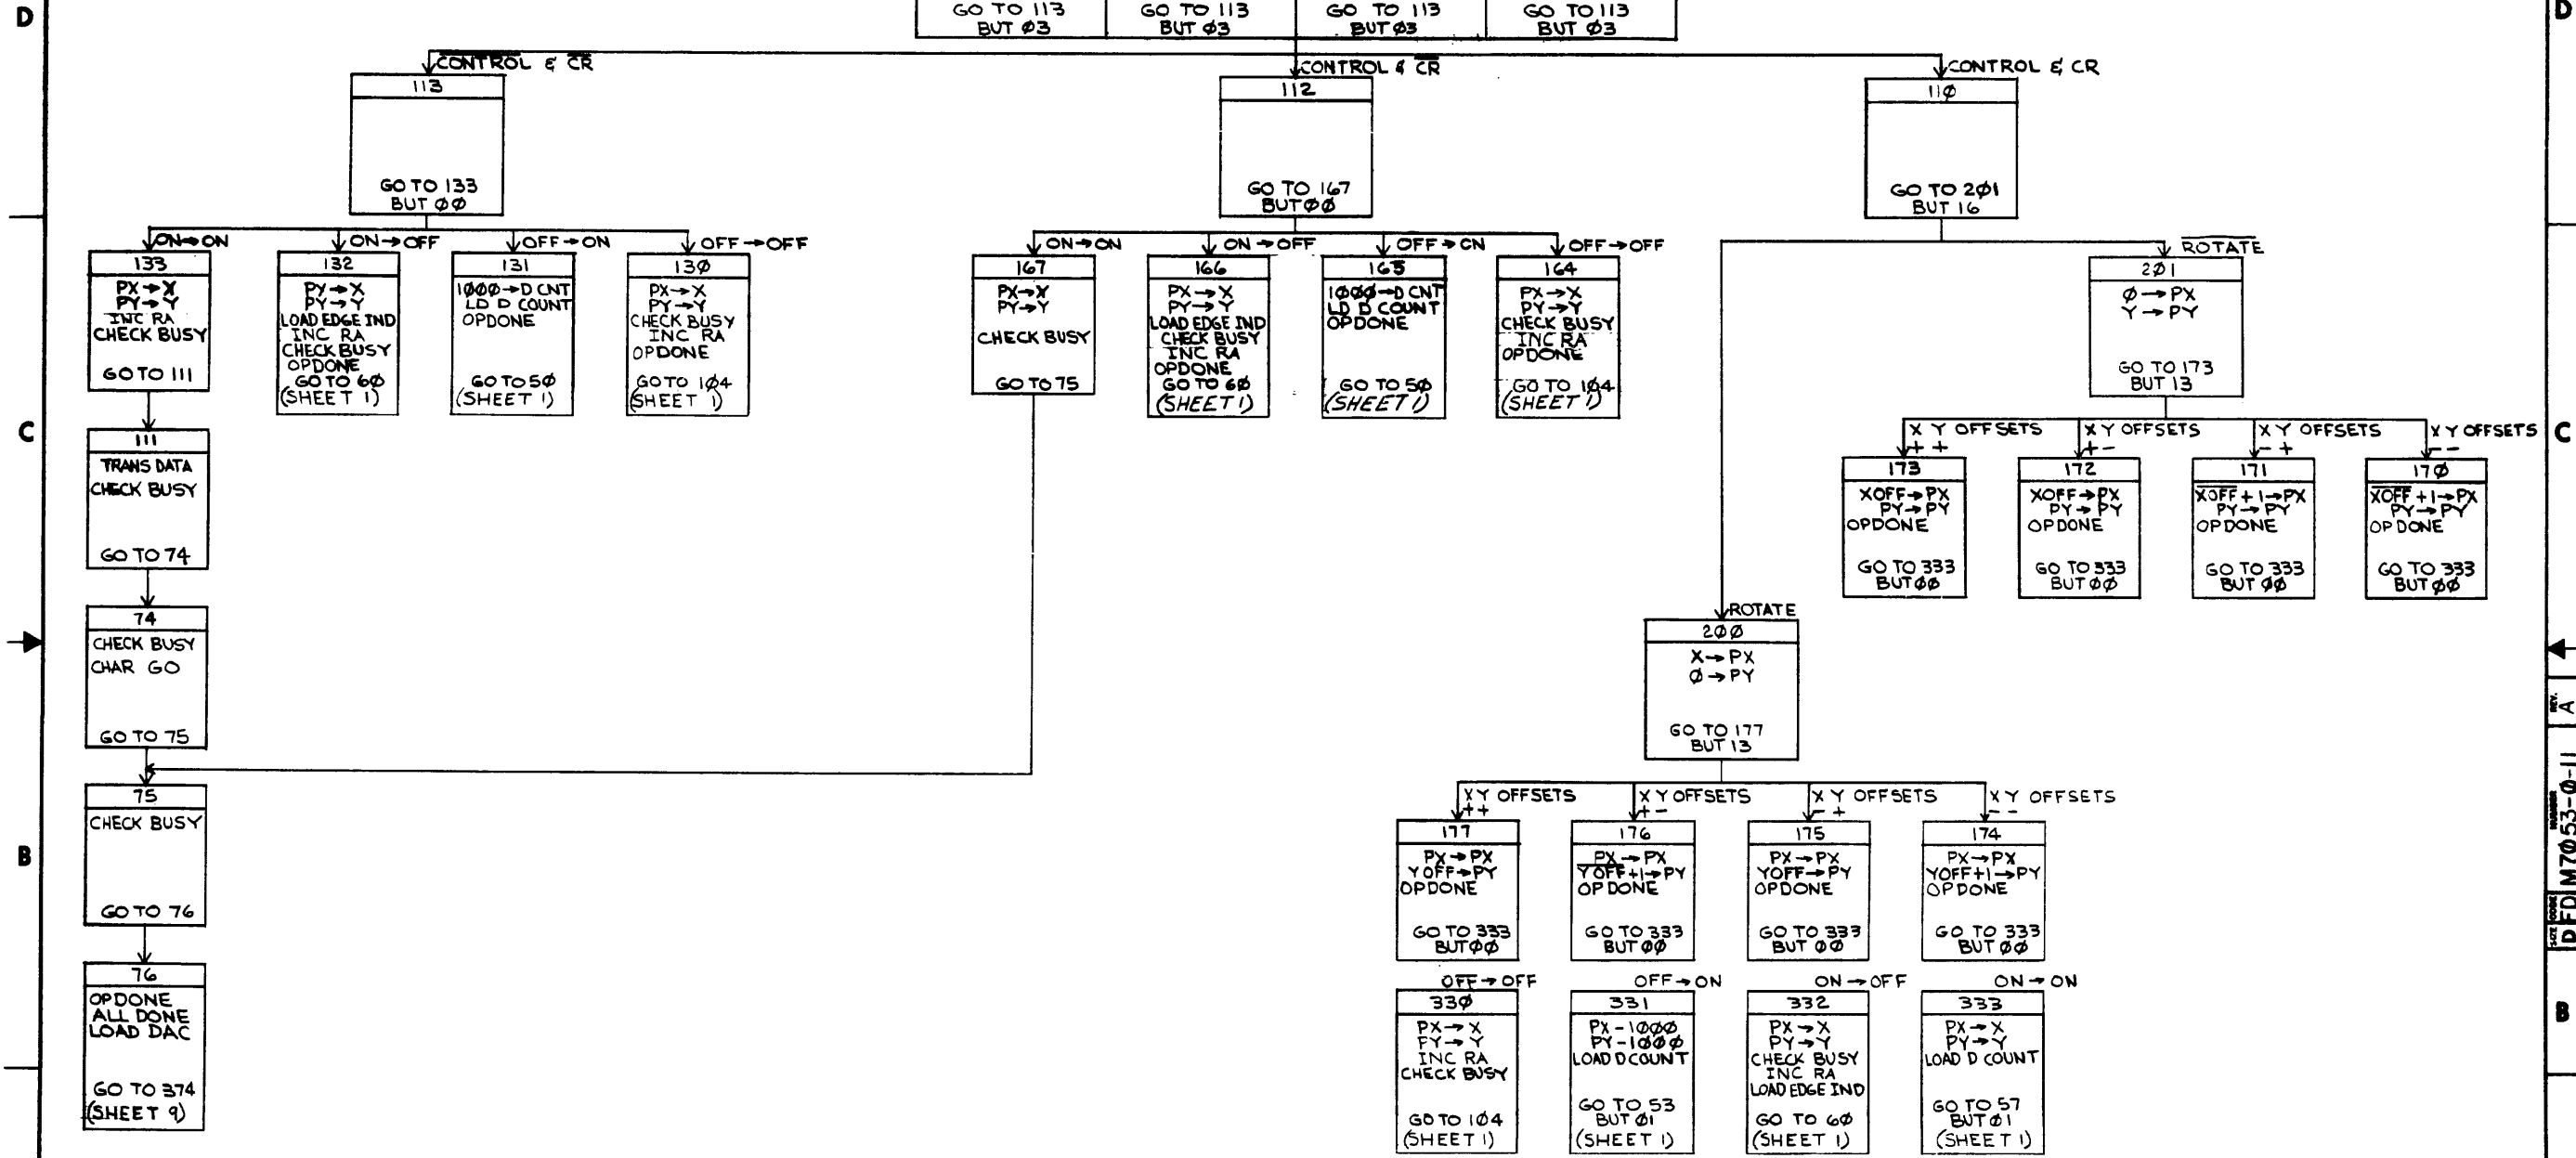 D
D
GO TO 113
BUT Ø3
GO TO 113
BUT Ø3
GO TO 113
BUT Ø3
GO TO 113
BUT Ø3
C̅O̅N̅T̅R̅O̅L̅ & C̅R̅
113
GO TO 133
BUT ØØ
CONTROL & C̅R̅
112
GO TO 167
BUT ØØ
CONTROL & CR
11Ø
GO TO 2Ø1
BUT 16
ON→ON
133
PX→X
PY→Y
INC RA
CHECK BUSY
GO TO 111
ON→OFF
132
PX→X
PY→Y
LOAD EDGE IND
INC RA
CHECK BUSY
OPDONE
GO TO 6Ø
(SHEET 1)
OFF→ON
131
1ØØØ→D CNT
LD D COUNT
OPDONE
GO TO 5Ø
(SHEET 1)
OFF→OFF
13Ø
PX→X
PY→Y
CHECK BUSY
INC RA
OPDONE
GO TO 1Ø4
(SHEET 1)
ON→ON
167
PX→X
PY→Y
CHECK BUSY
GO TO 75
ON→OFF
166
PX→X
PY→Y
LOAD EDGE IND
CHECK BUSY
INC RA
OPDONE
GO TO 6Ø
(SHEET 1)
OFF→ON
165
1ØØØ→D CNT
LD D COUNT
OPDONE
GO TO 5Ø
(SHEET 1)
OFF→OFF
164
PX→X
PY→Y
CHECK BUSY
INC RA
OPDONE
GO TO 1Ø4
(SHEET 1)
R̅O̅T̅A̅T̅E̅
2Ø1
Ø→PX
Y→PY
GO TO 173
BUT 13
C
C
X Y OFFSETS
+ +
173
XOFF→PX
PY→PY
OPDONE
GO TO 333
BUT ØØ
X Y OFFSETS
+ -
172
XOFF→PX
PY→PY
OPDONE
GO TO 333
BUT ØØ
X Y OFFSETS
- +
171
X̅O̅F̅F̅+1→PX
PY→PY
OPDONE
GO TO 333
BUT ØØ
X Y OFFSETS
- -
17Ø
X̅O̅F̅F̅+1→PX
PY→PY
OPDONE
GO TO 333
BUT ØØ
111
TRANS DATA
CHECK BUSY
GO TO 74
74
CHECK BUSY
CHAR GO
GO TO 75
ROTATE
2ØØ
X→PX
Ø→PY
GO TO 177
BUT 13
75
CHECK BUSY
GO TO 76
X Y OFFSETS
+ +
177
PX→PX
YOFF→PY
OPDONE
GO TO 333
BUT ØØ
X Y OFFSETS
+ -
176
PX→PX
Y̅O̅F̅F̅+1→PY
OPDONE
GO TO 333
BUT ØØ
X Y OFFSETS
- +
175
PX→PX
YOFF→PY
OPDONE
GO TO 333
BUT ØØ
X Y OFFSETS
- -
174
PX→PX
YOFF+1→PY
OPDONE
GO TO 333
BUT ØØ
B
B
76
OPDONE
ALL DONE
LOAD DAC
GO TO 374
(SHEET 9)
OFF→OFF
33Ø
PX→X
PY→Y
INC RA
CHECK BUSY
GO TO 1Ø4
(SHEET 1)
OFF→ON
331
PX-1ØØØ
PY-1ØØØ
LOAD D COUNT
GO TO 53
BUT Ø1
(SHEET 1)
ON→OFF
332
PX→X
PY→Y
CHECK BUSY
INC RA
LOAD EDGE IND
GO TO 6Ø
(SHEET 1)
ON→ON
333
PX→X
PY→Y
LOAD D COUNT
GO TO 57
BUT Ø1
(SHEET 1)
SIZE
D
CODE
FD
NUMBER
M7Ø53-Ø-11
REV.
A